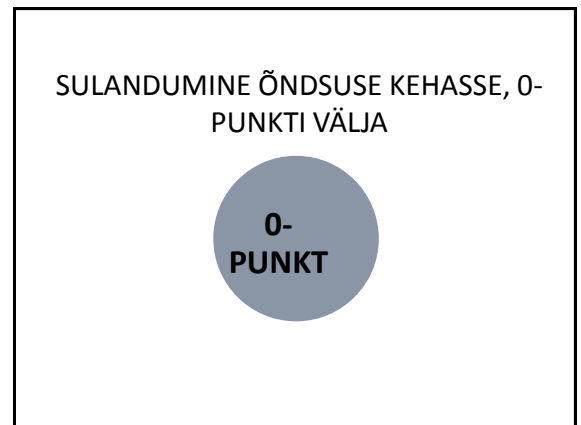 SULANDUMINE ÕNDSUSE KEHASSE, 0-
PUNKTI VÄLJA
0-
PUNKT